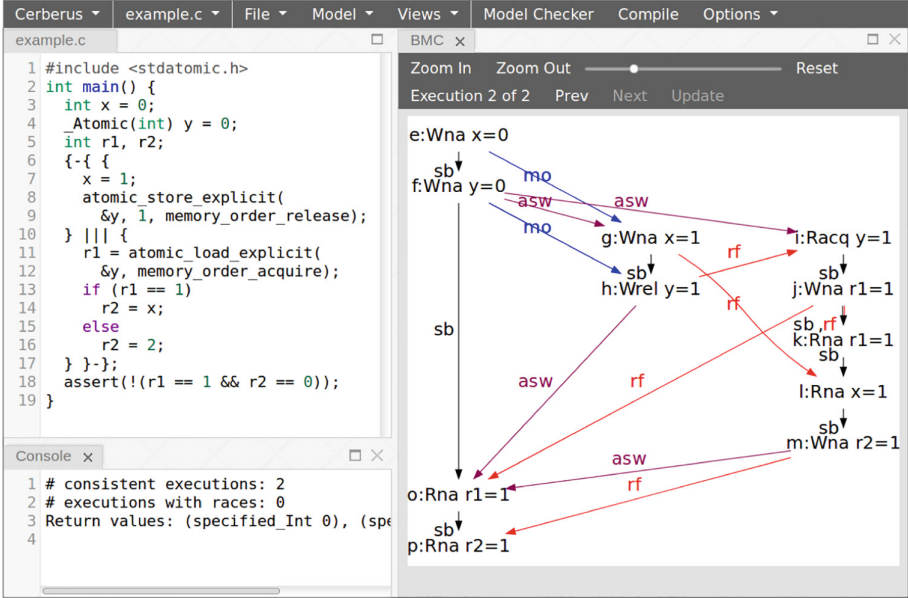 Cerberus example.c File Model Views Model Checker Compile Options
example.c
1 #include <stdatomic.h>
2 int main() {
3   int x = 0;
4   _Atomic(int) y = 0;
5   int r1, r2;
6   {-{ {
7     x = 1;
8     atomic_store_explicit(
9       &y, 1, memory_order_release);
10   } ||| {
11     r1 = atomic_load_explicit(
12       &y, memory_order_acquire);
13     if (r1 == 1)
14       r2 = x;
15     else
16       r2 = 2;
17   } }-};
18   assert(!(r1 == 1 && r2 == 0));
19 }
Console x
1 # consistent executions: 2
2 # executions with races: 0
3 Return values: (specified_Int 0), (spe
4
BMC x
Zoom In Zoom Out Reset
Execution 2 of 2 Prev Next Update
e:Wna x=0
sb mo
f:Wna y=0
asw asw
mo
g:Wna x=1 i:Racq y=1
sb rf sb
h:Wrel y=1 j:Wna r1=1
rf
sb sb ,rf
k:Rna r1=1
sb
asw rf l:Rna x=1
sb
m:Wna r2=1
asw
rf
o:Rna r1=1
sb
p:Rna r2=1